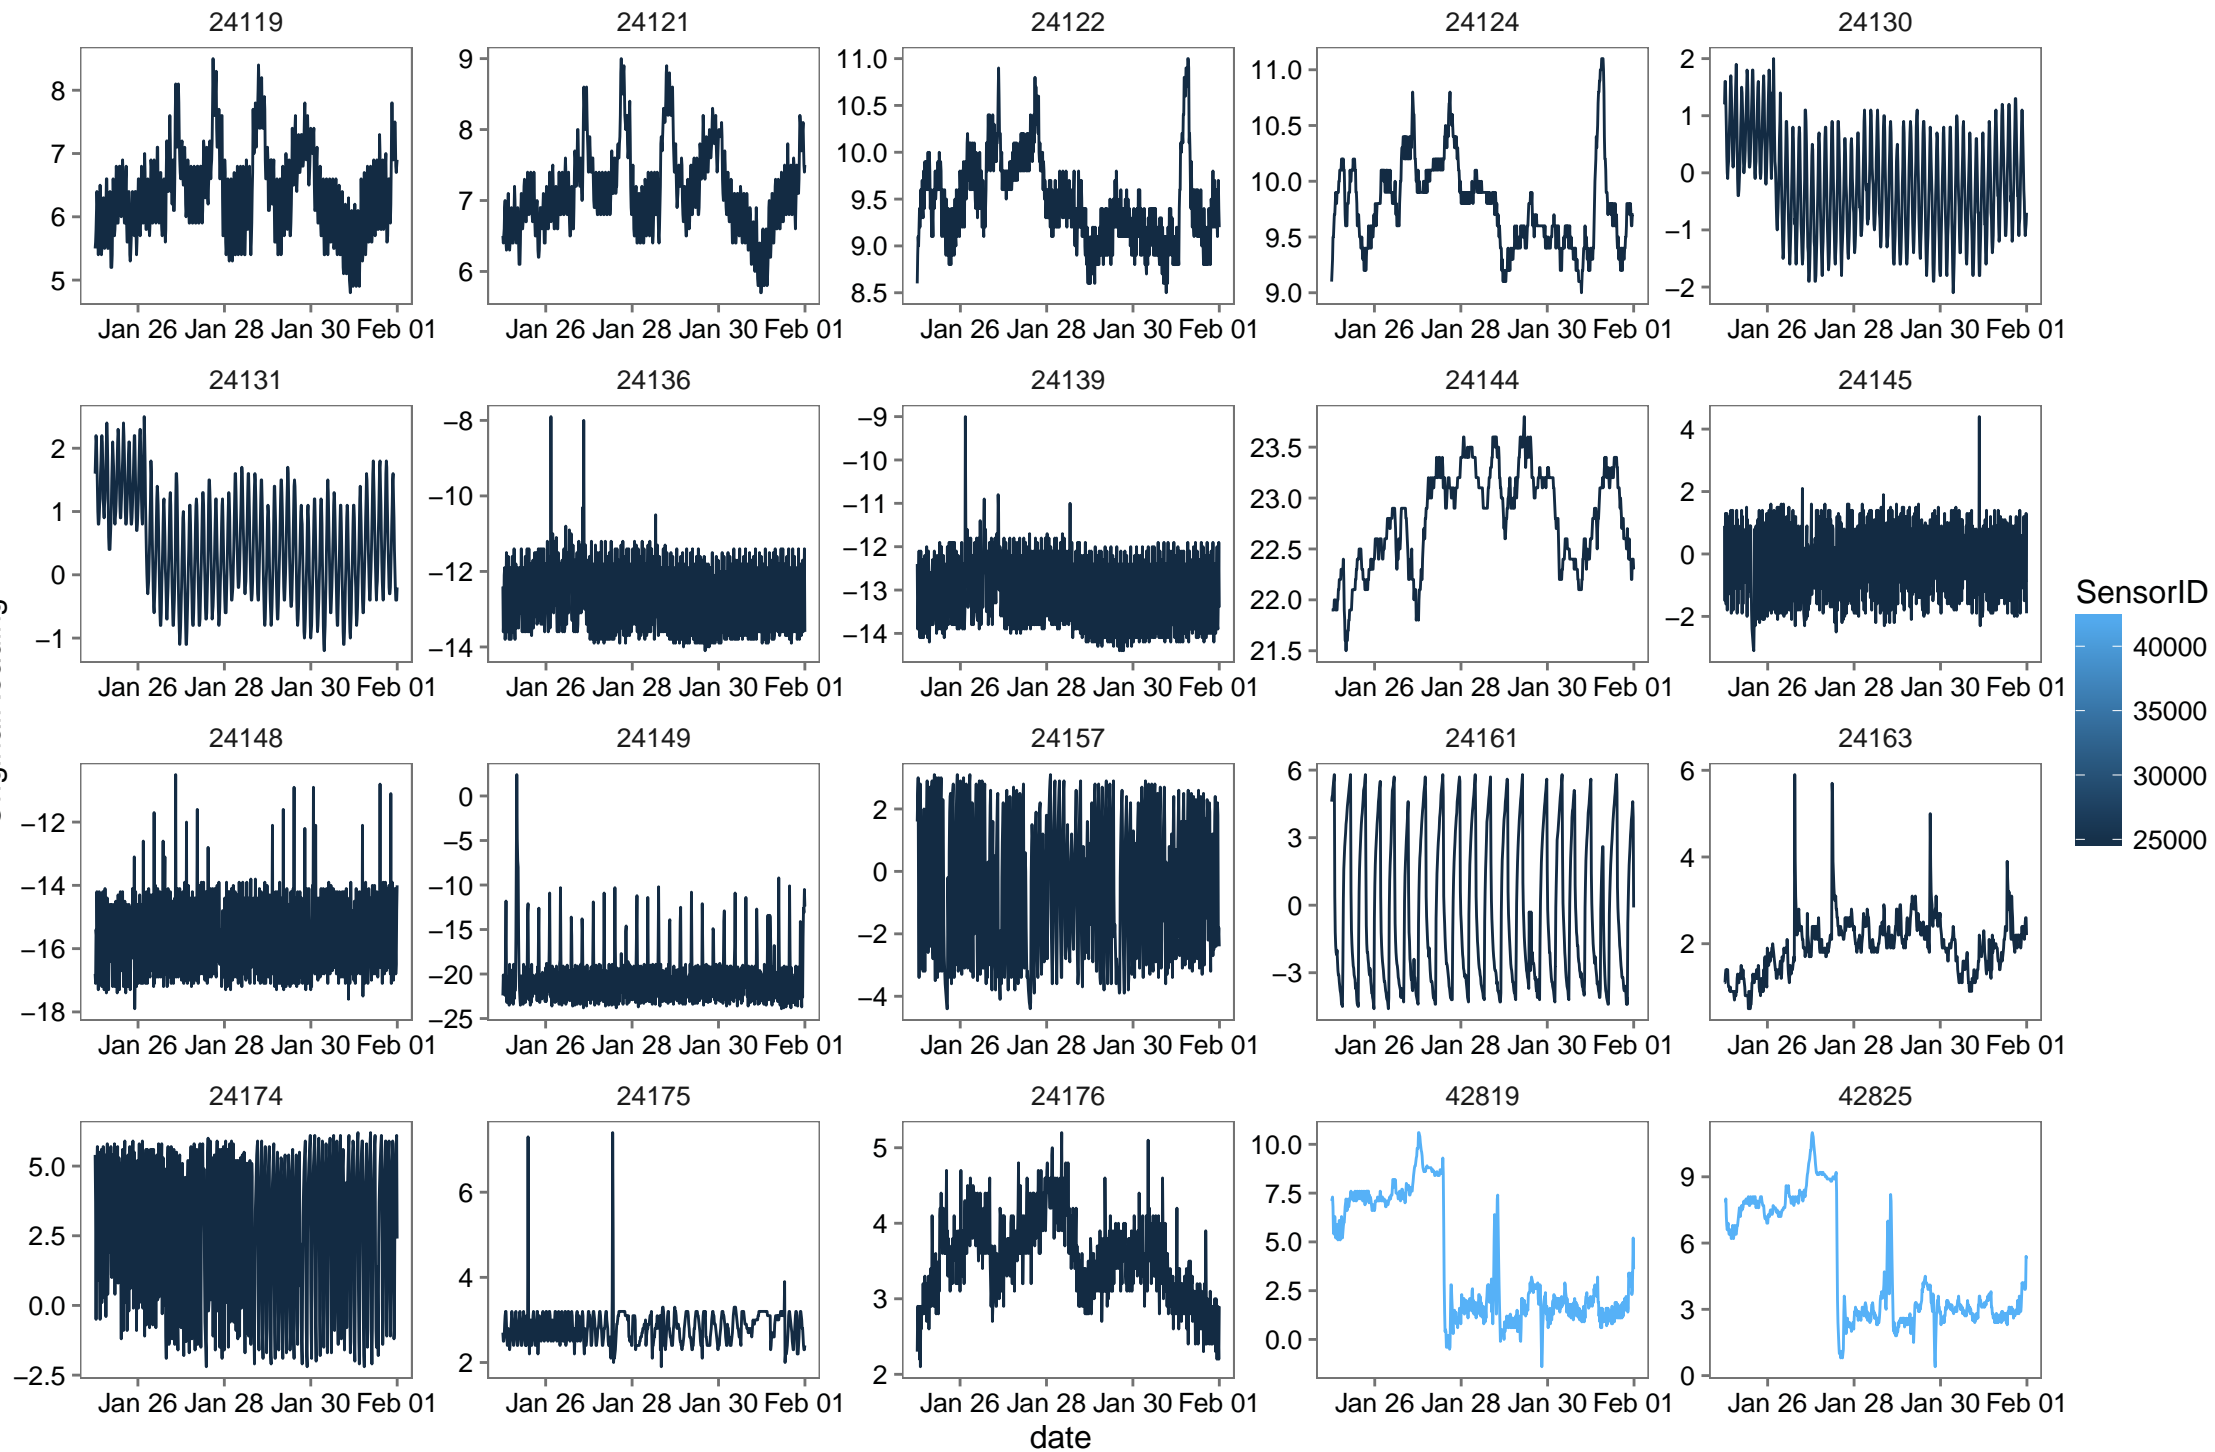 24119 24121 24122 24124 24130
8 7 6 5
9 8 7 6
11.0 10.5 10.0 9.5 9.0 8.5
11.0 10.5 10.0 9.5 9.0
2 1 0 −1 −2
Jan 26 Jan 28 Jan 30 Feb 01 Jan 26 Jan 28 Jan 30 Feb 01 Jan 26 Jan 28 Jan 30 Feb 01 Jan 26 Jan 28 Jan 30 Feb 01 Jan 26 Jan 28 Jan 30 Feb 01
24131 24136 24139 24144 24145
2 1 0 −1
−8 −10 −12 −14
−9 −10 −11 −12 −13 −14
23.5 23.0 22.5 22.0 21.5
4 2 0 −2
Jan 26 Jan 28 Jan 30 Feb 01 Jan 26 Jan 28 Jan 30 Feb 01 Jan 26 Jan 28 Jan 30 Feb 01 Jan 26 Jan 28 Jan 30 Feb 01 Jan 26 Jan 28 Jan 30 Feb 01
24148 24149 24157 24161 24163
−12 −14 −16 −18
0 −5 −10 −15 −20 −25
2 0 −2 −4
6 3 0 −3
6 4 2
Jan 26 Jan 28 Jan 30 Feb 01 Jan 26 Jan 28 Jan 30 Feb 01 Jan 26 Jan 28 Jan 30 Feb 01 Jan 26 Jan 28 Jan 30 Feb 01 Jan 26 Jan 28 Jan 30 Feb 01
24174 24175 24176 42819 42825
5.0 2.5 0.0 −2.5
6 4 2
5 4 3 2
10.0 7.5 5.0 2.5 0.0
9 6 3 0
Jan 26 Jan 28 Jan 30 Feb 01 Jan 26 Jan 28 Jan 30 Feb 01 Jan 26 Jan 28 Jan 30 Feb 01 Jan 26 Jan 28 Jan 30 Feb 01 Jan 26 Jan 28 Jan 30 Feb 01
date
SensorID
40000
35000
30000
25000